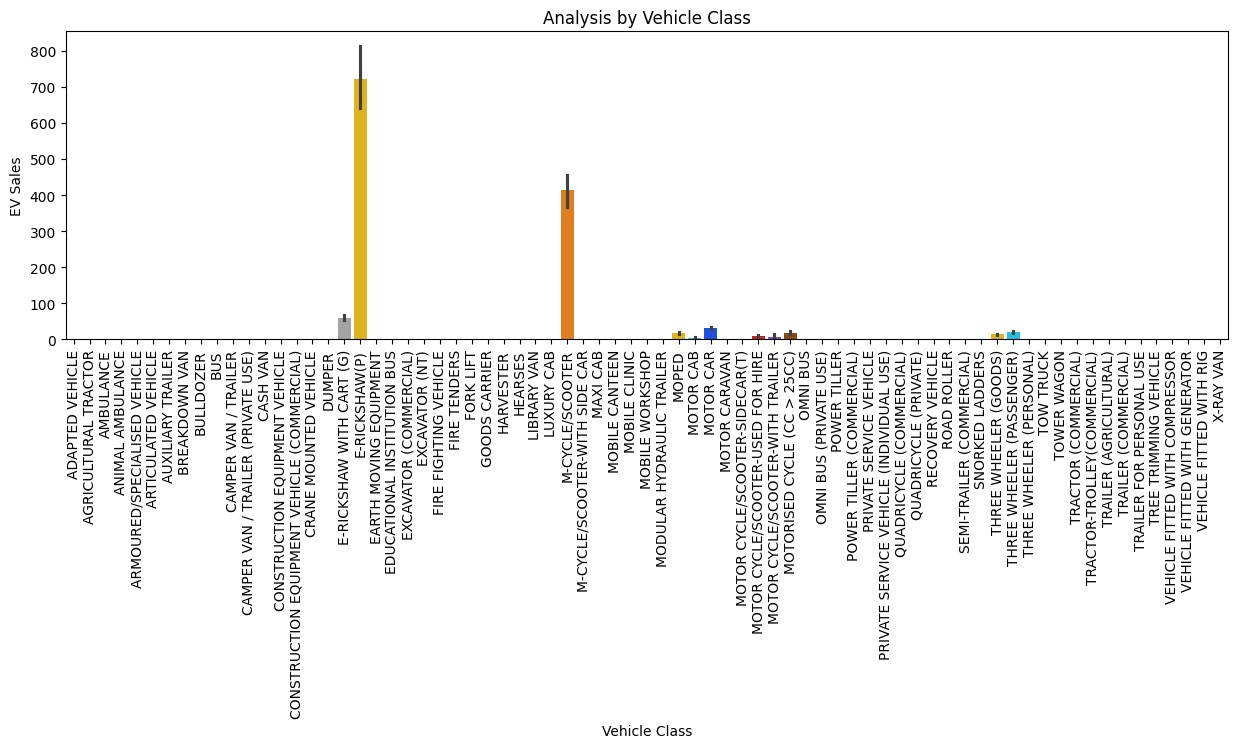 Analysis by Vehicle Class
EV Sales
800
700
600
500
400
300
200
100
0
ADAPTED VEHICLE
AGRICULTURAL TRACTOR
AMBULANCE
ANIMAL AMBULANCE
ARMOURED/SPECIALISED VEHICLE
ARTICULATED VEHICLE
AUXILIARY TRAILER
BREAKDOWN VAN
BULLDOZER
BUS
CAMPER VAN / TRAILER
CAMPER VAN / TRAILER (PRIVATE USE)
CASH VAN
CONSTRUCTION EQUIPMENT VEHICLE
CONSTRUCTION EQUIPMENT VEHICLE (COMMERCIAL)
CRANE MOUNTED VEHICLE
DUMPER
E-RICKSHAW WITH CART (G)
E-RICKSHAW(P)
EARTH MOVING EQUIPMENT
EDUCATIONAL INSTITUTION BUS
EXCAVATOR (COMMERCIAL)
EXCAVATOR (NT)
FIRE FIGHTING VEHICLE
FIRE TENDERS
FORK LIFT
GOODS CARRIER
HARVESTER
HEARSES
LIBRARY VAN
LUXURY CAB
M-CYCLE/SCOOTER
M-CYCLE/SCOOTER-WITH SIDE CAR
MAXI CAB
MOBILE CANTEEN
MOBILE CLINIC
MOBILE WORKSHOP
MODULAR HYDRAULIC TRAILER
MOPED
MOTOR CAB
MOTOR CAR
MOTOR CARAVAN
MOTOR CYCLE/SCOOTER-SIDECAR(T)
MOTOR CYCLE/SCOOTER-USED FOR HIRE
MOTOR CYCLE/SCOOTER-WITH TRAILER
MOTORISED CYCLE (CC > 25CC)
OMNI BUS
OMNI BUS (PRIVATE USE)
POWER TILLER
POWER TILLER (COMMERCIAL)
PRIVATE SERVICE VEHICLE
PRIVATE SERVICE VEHICLE (INDIVIDUAL USE)
QUADRICYCLE (COMMERCIAL)
QUADRICYCLE (PRIVATE)
RECOVERY VEHICLE
ROAD ROLLER
SEMI-TRAILER (COMMERCIAL)
SNORKED LADDERS
THREE WHEELER (GOODS)
THREE WHEELER (PASSENGER)
THREE WHEELER (PERSONAL)
TOW TRUCK
TOWER WAGON
TRACTOR (COMMERCIAL)
TRACTOR-TROLLEY(COMMERCIAL)
TRAILER (AGRICULTURAL)
TRAILER (COMMERCIAL)
TRAILER FOR PERSONAL USE
TREE TRIMMING VEHICLE
VEHICLE FITTED WITH COMPRESSOR
VEHICLE FITTED WITH GENERATOR
VEHICLE FITTED WITH RIG
X-RAY VAN
Vehicle Class